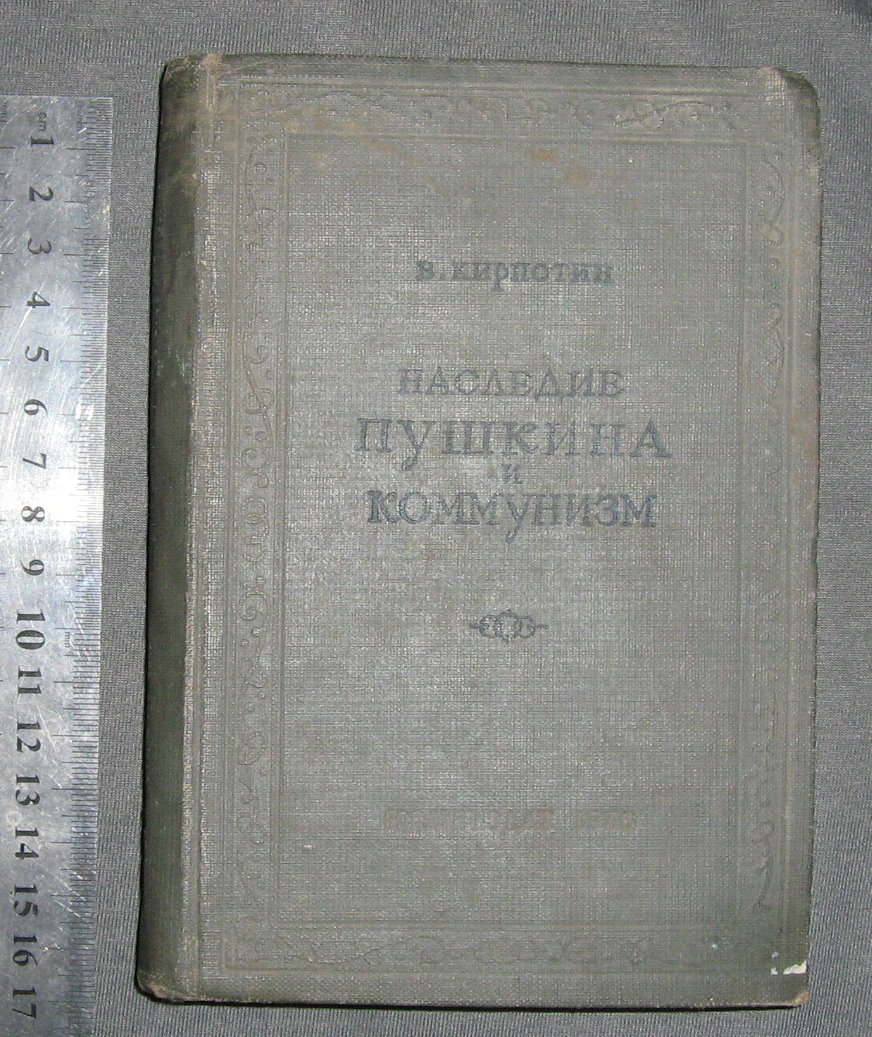 В. Кирпотин
НАСЛЕДИЕ
ПУШКИНА
И
КОММУНИЗМ
cm
1
2
3
4
5
6
7
8
9
10
11
12
13
14
15
16
17